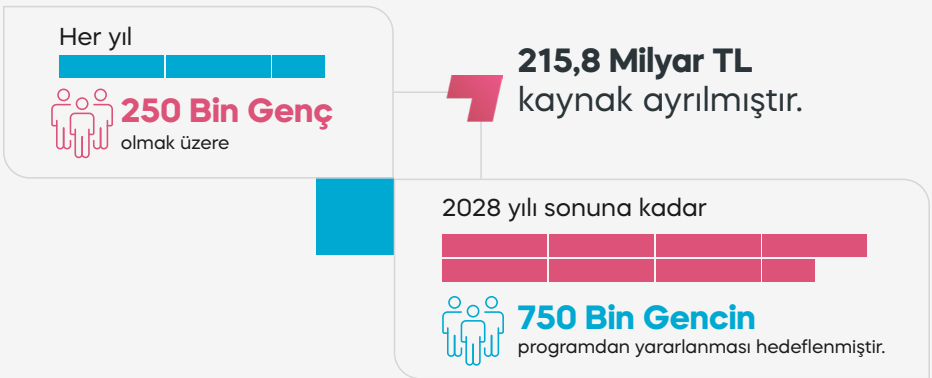 Her yıl
250 Bin Genç
olmak üzere
215,8 Milyar TL
kaynak ayrılmıştır.
2028 yılı sonuna kadar
750 Bin Gencin
programdan yararlanması hedeflenmiştir.